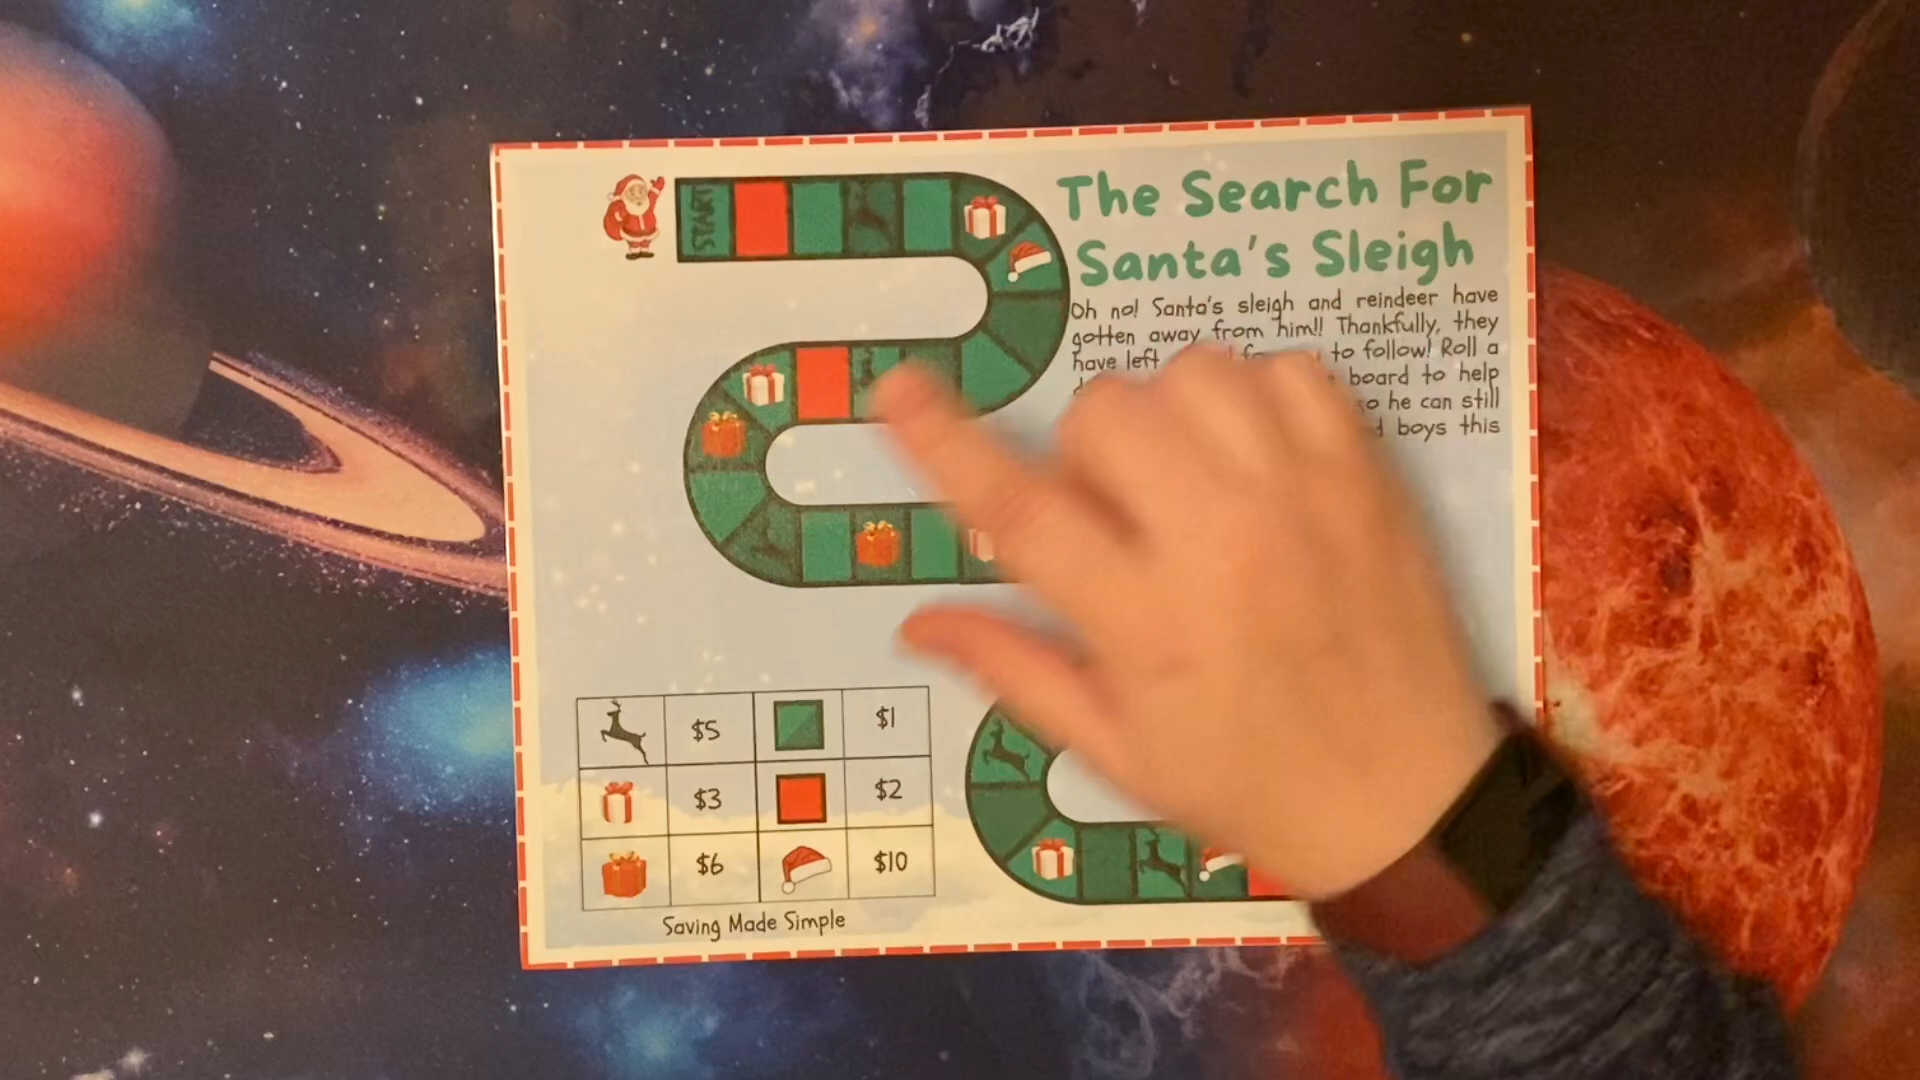 START
The Search For
Santa's Sleigh
Oh no! Santa's sleigh and reindeer have
gotten away from him!! Thankfully, they
have left to follow! Roll a
board to help
so he can still
boys this
$5 $1
$3 $2
$6 $10
Saving Made Simple